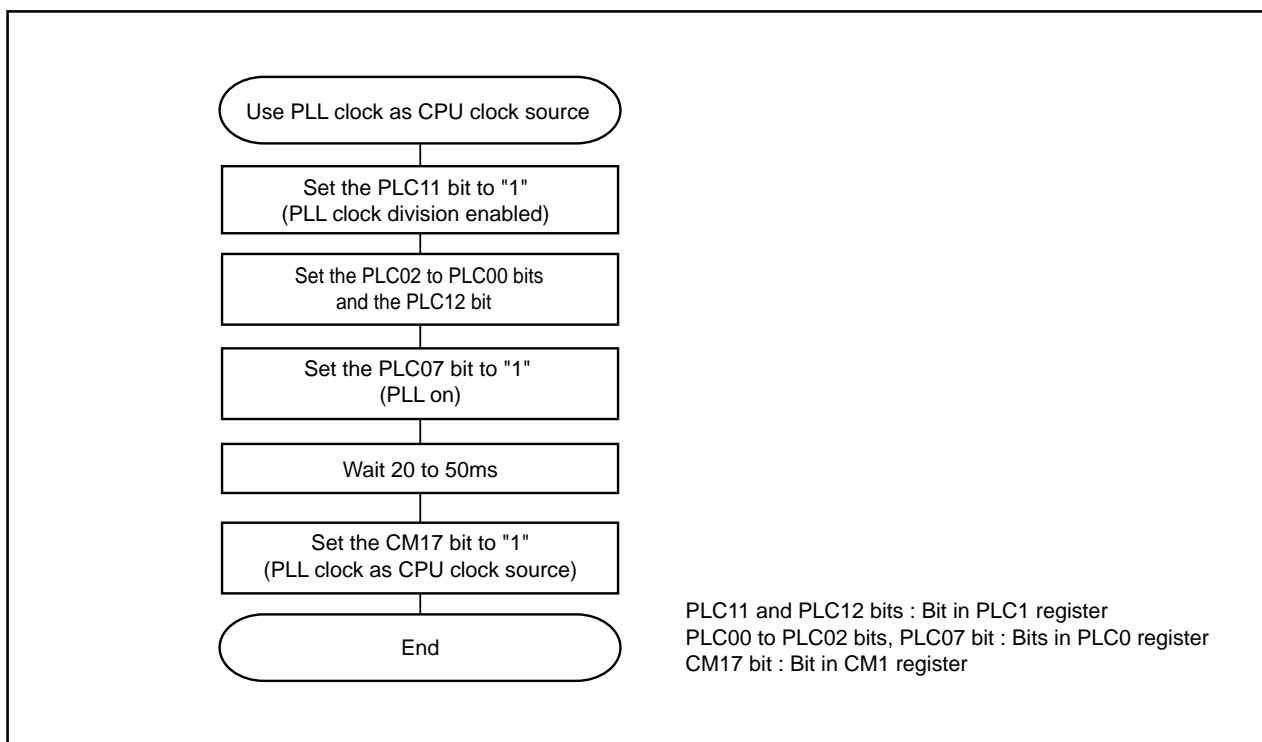 Use PLL clock as CPU clock source
Set the PLC11 bit to "1"
(PLL clock division enabled)
Set the PLC02 to PLC00 bits
and the PLC12 bit
Set the PLC07 bit to "1"
(PLL on)
Wait 20 to 50ms
Set the CM17 bit to "1"
(PLL clock as CPU clock source)
End
PLC11 and PLC12 bits : Bit in PLC1 register
PLC00 to PLC02 bits, PLC07 bit : Bits in PLC0 register
CM17 bit : Bit in CM1 register